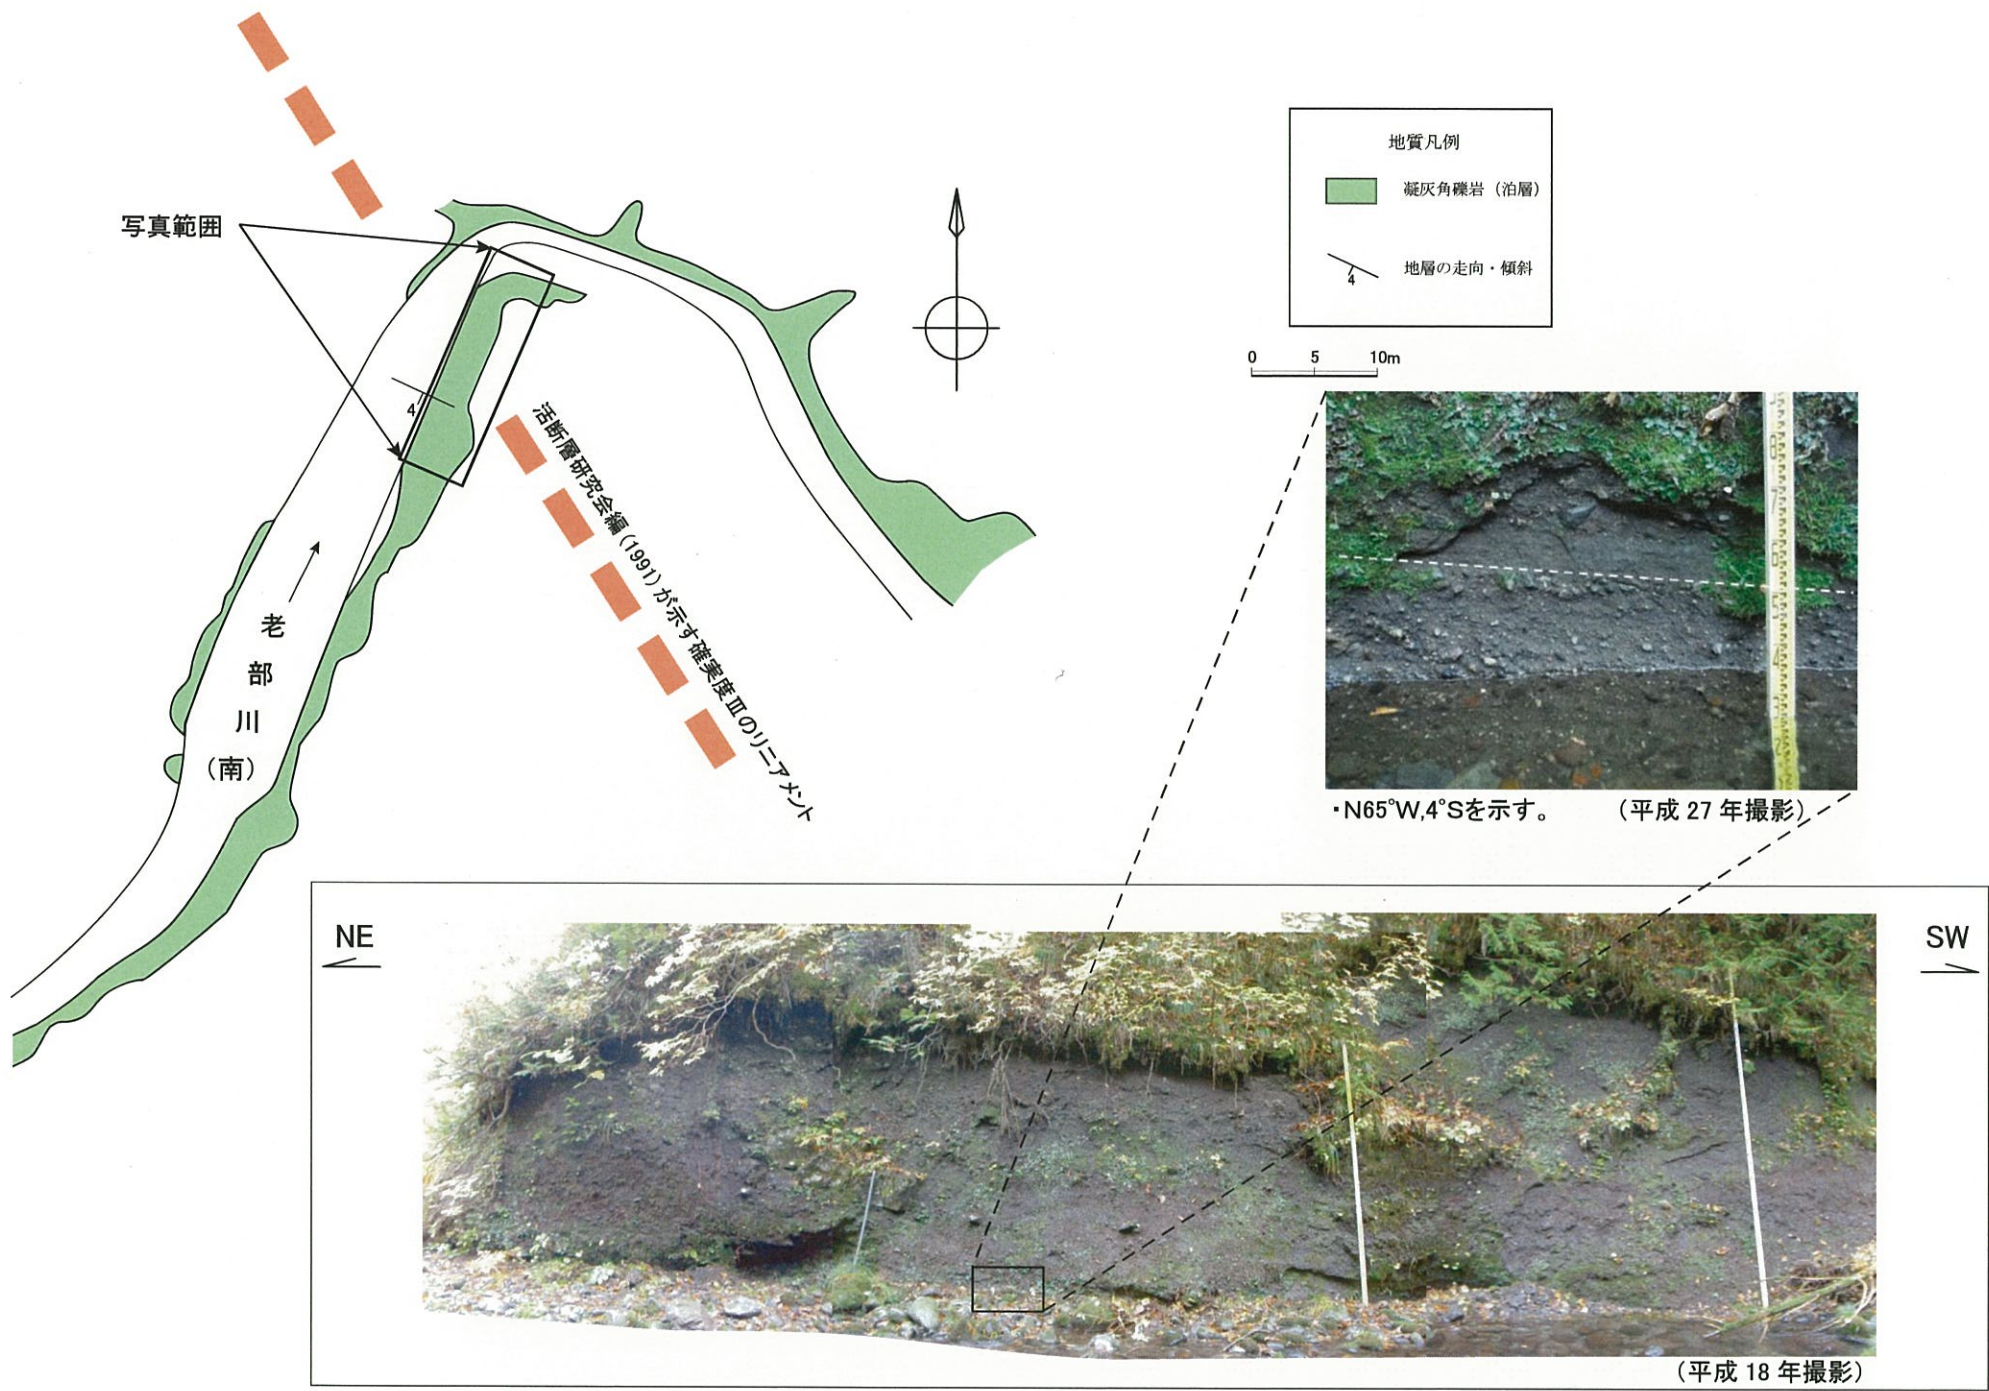 写真範囲
4
老部川(南)
活断層研究会編(1991)が示す確実度Ⅲのリニアメント
地質凡例
凝灰角礫岩(泊層)
4
地層の走向・傾斜
0 5 10m
・N65°W,4°Sを示す。 (平成 27 年撮影)
NE
SW
(平成 18 年撮影)